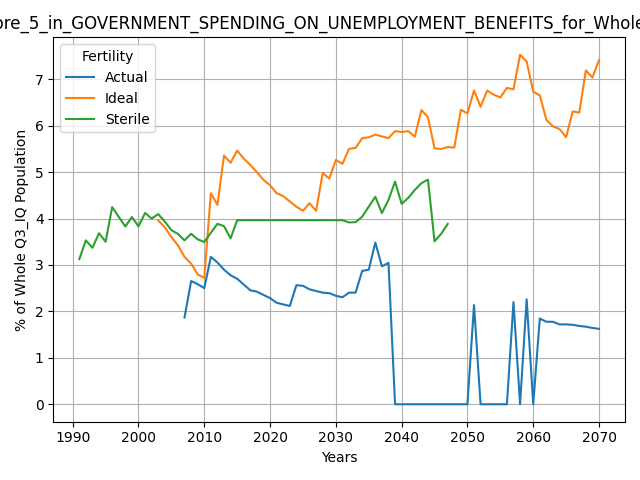 ore_5_in_GOVERNMENT_SPENDING_ON_UNEMPLOYMENT_BENEFITS_for_Whole
Fertility
Actual
Ideal
Sterile
% of Whole Q3_IQ Population
7
6
5
4
3
2
1
0
1990 2000 2010 2020 2030 2040 2050 2060 2070
Years